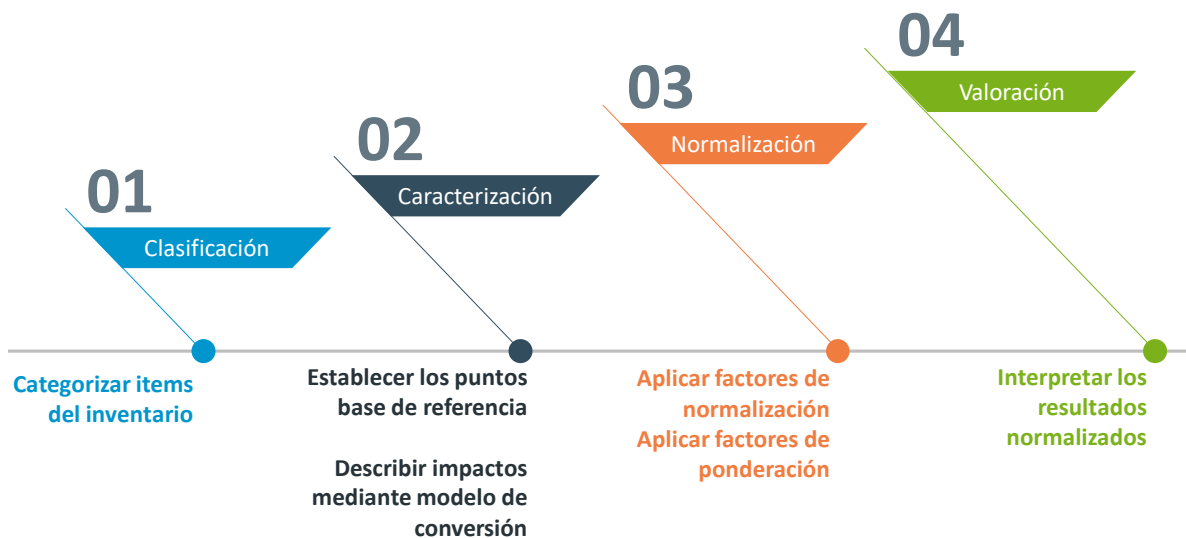 01
Clasificación
Categorizar items
del inventario
02
Caracterización
Establecer los puntos
base de referencia
Describir impactos
mediante modelo de
conversión
03
Normalización
Aplicar factores de
normalización
Aplicar factores de
ponderación
04
Valoración
Interpretar los
resultados
normalizados